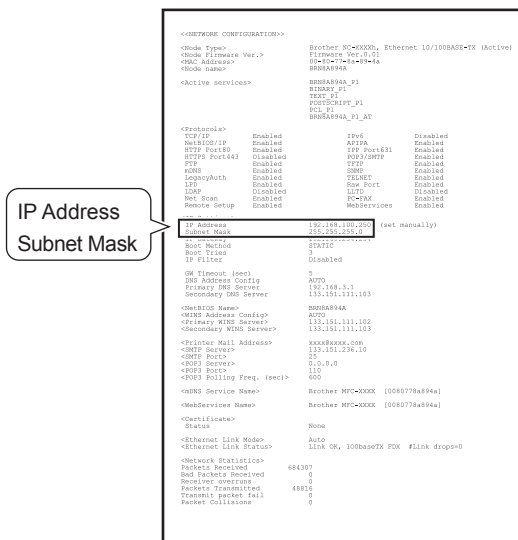 <<NETWORK CONFIGURATION>>
<Node Type> Brother NC-XXXXh, Ethernet 10/100BASE-TX (Active)
<Node Firmware Ver.> Firmware Ver.0.01
<MAC Address> 00-80-77-8a-89-4a
<Node name> BRN8A894A
<Active services> BRN8A894A_P1
BINARY_P1
TEXT_P1
POSTSCRIPT_P1
PCL_P1
BRN8A894A_P1_AT
<Protocols>
TCP/IP Enabled IPv6 Disabled
NetBIOS/IP Enabled APIPA Enabled
HTTP Port80 Enabled IPP Port631 Enabled
HTTPS Port443 Disabled POP3/SMTP Enabled
FTP Enabled TFTP Enabled
mDNS Enabled SNMP Enabled
LegacyAuth Enabled TELNET Enabled
LPD Enabled Raw Port Enabled
LDAP Disabled LLTD Disabled
Net Scan Enabled PC-FAX Enabled
Remote Setup Enabled WebServices Enabled
IP Address
Subnet Mask
IP Address 192.168.100.250 (set manually)
Subnet Mask 255.255.255.0
Boot Method STATIC
Boot Tries 3
IP Filter Disabled
GW Timeout (sec) 5
DNS Address Config AUTO
Primary DNS Server 192.168.3.1
Secondary DNS Server 133.151.111.103
<NetBIOS Name> BRN8A894A
<WINS Address Config> AUTO
<Primary WINS Server> 133.151.111.102
<Secondary WINS Server> 133.151.111.103
<Printer Mail Address> xxxx@xxxx.com
<SMTP Server> 133.151.236.10
<SMTP Port> 25
<POP3 Server> 0.0.0.0
<POP3 Port> 110
<POP3 Polling Freq. (sec)> 600
<mDNS Service Name> Brother MFC-XXXX [0080778a894a]
<WebServices Name> Brother MFC-XXXX [0080778a894a]
<Certificate>
Status None
<Ethernet Link Mode> Auto
<Ethernet Link Status> Link OK, 100baseTX FDX #Link drops=0
<Network Statistics>
Packets Received 684307
Bad Packets Received 0
Receiver overruns 0
Packets Transmitted 48816
Transmit packet fail 0
Packet Collisions 0